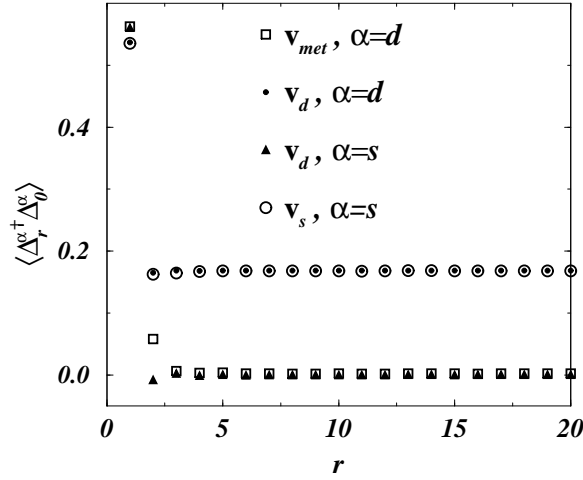 □ v_met , α=d
• v_d , α=d
▲ v_d , α=s
○ v_s , α=s
⟨Δ_r^α† Δ_0^α⟩
0.4
0.2
0.0
0 5 10 15 20
r